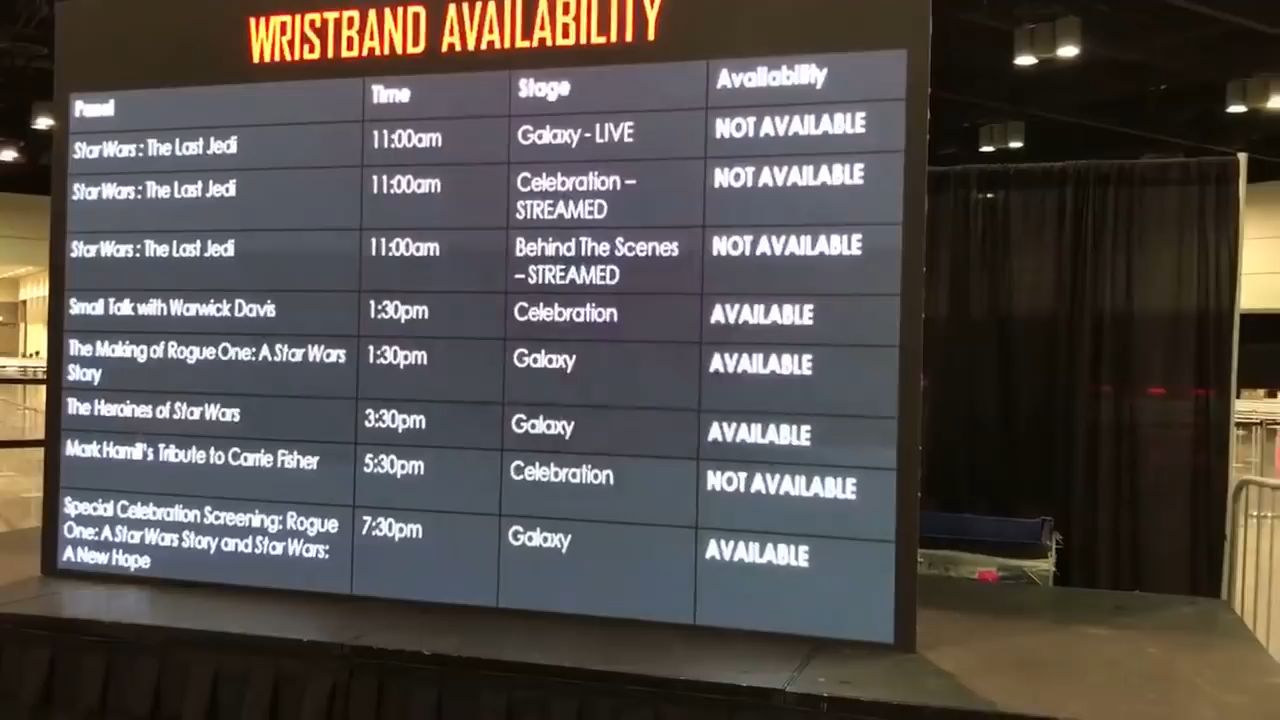 WRISTBAND AVAILABILITY
Panel Time Stage Availability
Star Wars: The Last Jedi 11:00am Galaxy - LIVE NOT AVAILABLE
Star Wars: The Last Jedi 11:00am Celebration – NOT AVAILABLE
STREAMED
Star Wars: The Last Jedi 11:00am Behind The Scenes NOT AVAILABLE
– STREAMED
Small Talk with Warwick Davis 1:30pm Celebration AVAILABLE
The Making of Rogue One: A Star Wars 1:30pm Galaxy AVAILABLE
Story
The Heroines of Star Wars 3:30pm Galaxy AVAILABLE
Mark Hamill's Tribute to Carrie Fisher 5:30pm Celebration NOT AVAILABLE
Special Celebration Screening: Rogue 7:30pm Galaxy AVAILABLE
One: A Star Wars Story and Star Wars:
A New Hope